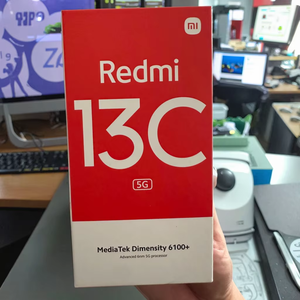 mi
Redmi
13C
5G
MediaTek Dimensity 6100+
Advanced 6nm 5G processor